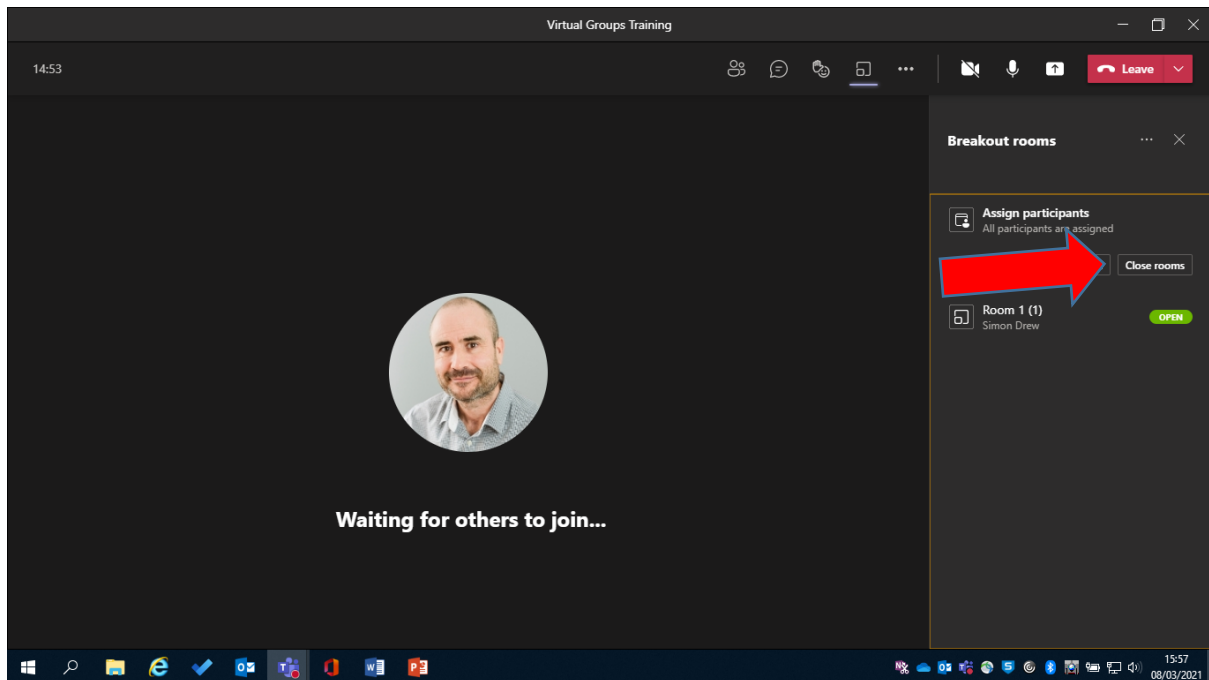 Virtual Groups Training
14:53
Leave
Breakout rooms
Assign participants
All participants are assigned
Close rooms
Room 1 (1)
Simon Drew
OPEN
Waiting for others to join...
15:57
08/03/2021